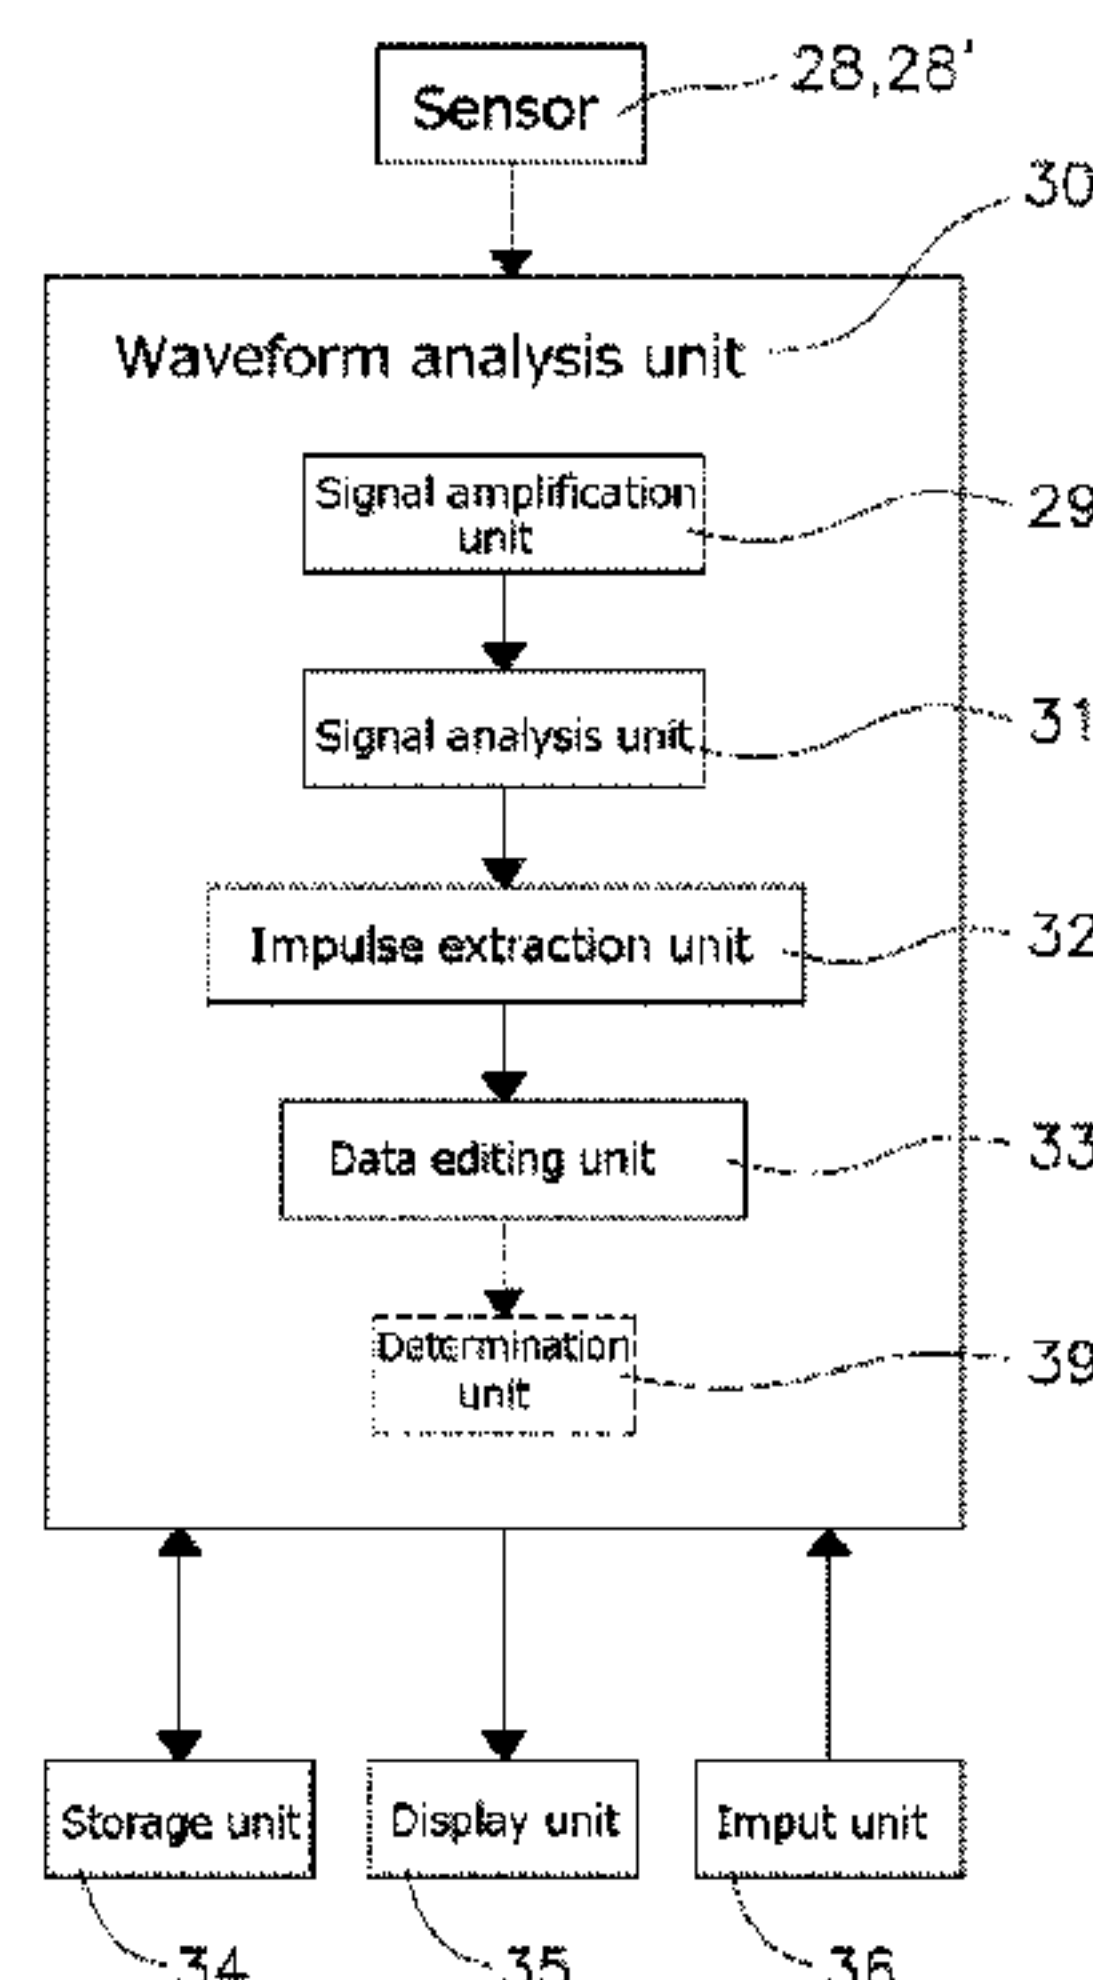 Sensor
28,28'
30
Waveform analysis unit
Signal amplification
unit
29
Signal analysis unit
31
Impulse extraction unit
32
Data editing unit
33
Determination
unit
39
Storage unit
Display unit
Imput unit
34
35
36